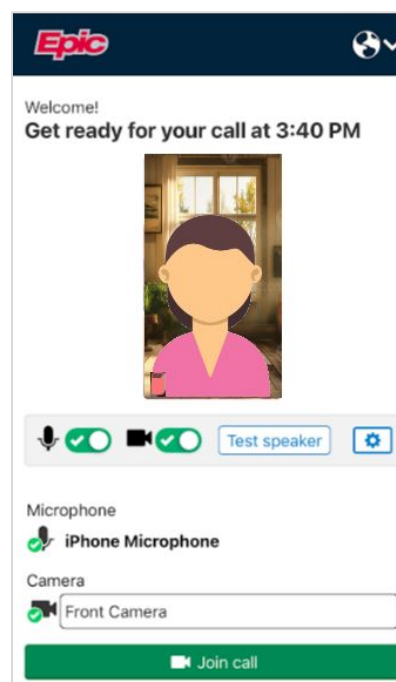 Epic
Welcome!
Get ready for your call at 3:40 PM
Test speaker
Microphone
iPhone Microphone
Camera
Front Camera
Join call